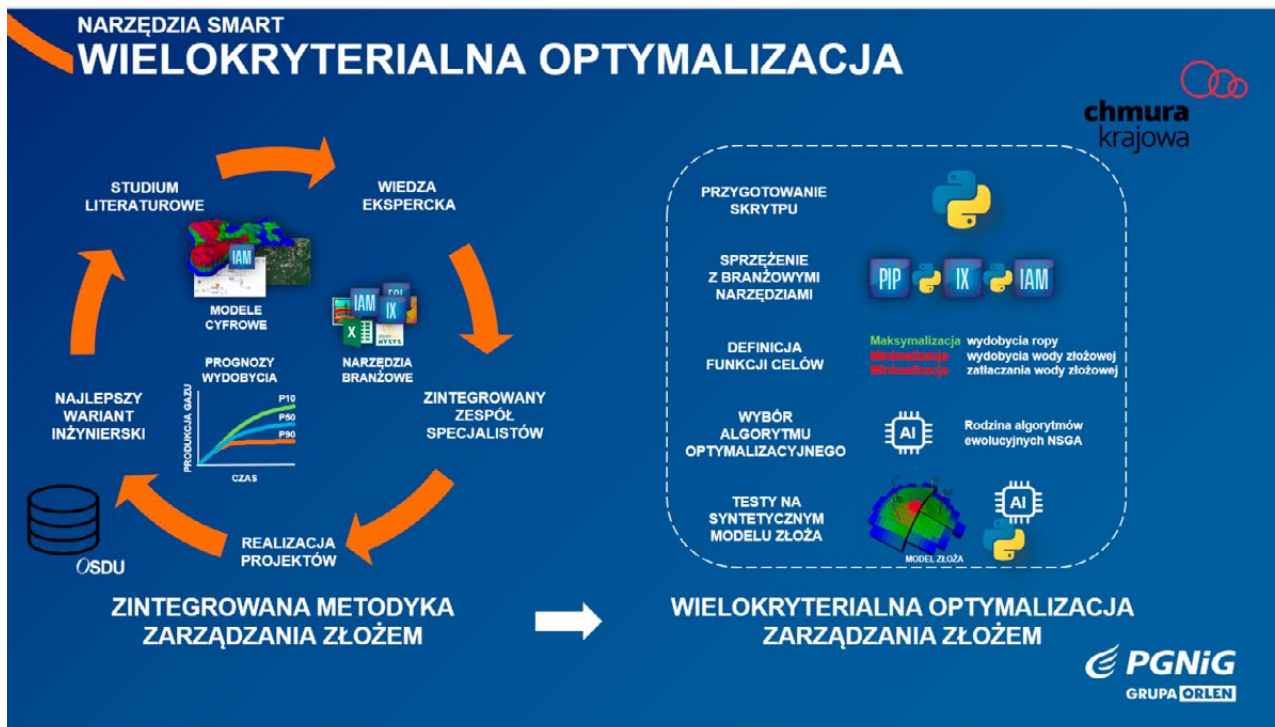 NARZĘDZIA SMART
WIELOKRYTERIALNA OPTYMALIZACJA
chmura
krajowa
STUDIUM
LITERATUROWE
WIEDZA
EKSPERCKA
IAM
MODELE
CYFROWE
IAM
IX
X
HYSYS
NARZĘDZIA
BRANŻOWE
PROGNOZY
WYDOBYCIA
PRODUKCJA GAZU
P10
P50
P90
CZAS
NAJLEPSZY
WARIANT
INŻYNIERSKI
ZINTEGROWANY
ZESPÓŁ
SPECJALISTÓW
REALIZACJA
PROJEKTÓW
OSDU
ZINTEGROWANA METODYKA
ZARZĄDZANIA ZŁOŻEM
PRZYGOTOWANIE
SKRYTPU
SPRZĘŻENIE
Z BRANŻOWYMI
NARZĘDZIAMI
PIP IX IAM
DEFINICJA
FUNKCJI CELÓW
Maksymalizacja wydobycia ropy
Minimalizacja wydobycia wody złożowej
Minimalizacja zatłaczania wody złożowej
WYBÓR
ALGORYTMU
OPTYMALIZACYJNEGO
AI
Rodzina algorytmów
ewolucyjnych NSGA
TESTY NA
SYNTETYCZNYM
MODELU ZŁOŻA
MODEL ZŁOŻA
AI
WIELOKRYTERIALNA OPTYMALIZACJA
ZARZĄDZANIA ZŁOŻEM
PGNiG
GRUPA ORLEN